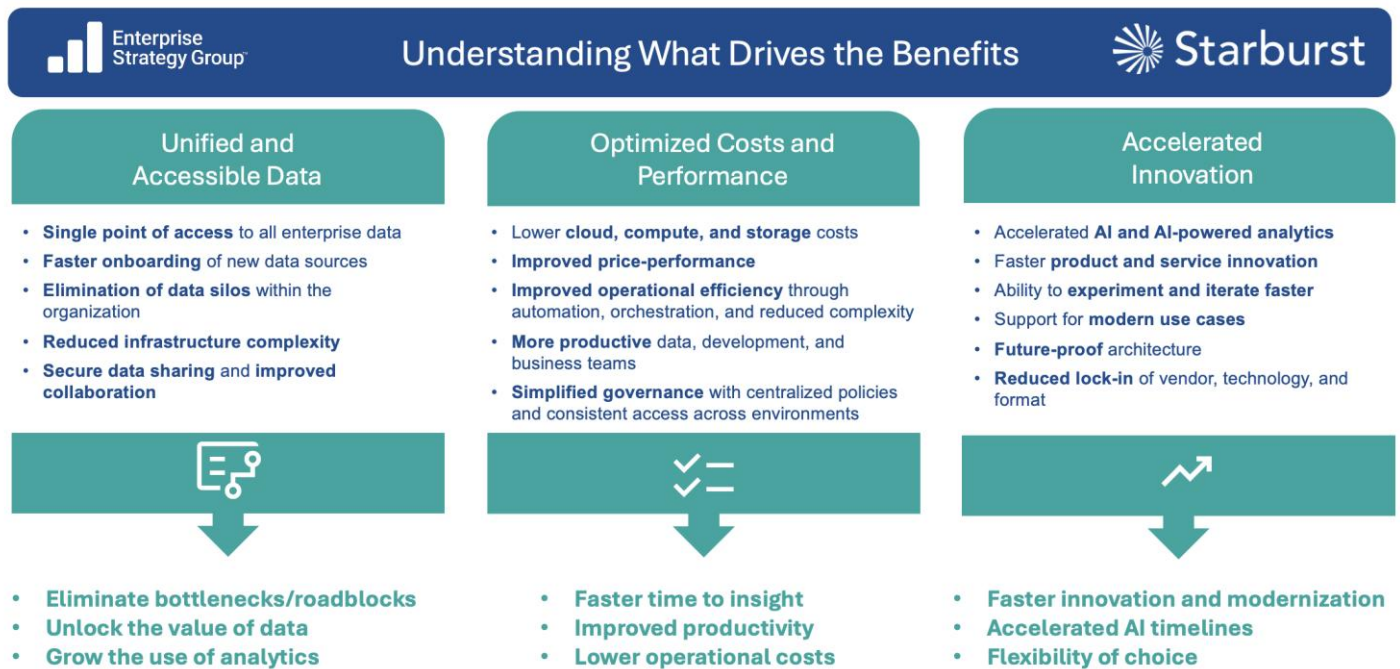 Enterprise
Strategy Group™
Understanding What Drives the Benefits
Starburst
Unified and
Accessible Data
• Single point of access to all enterprise data
• Faster onboarding of new data sources
• Elimination of data silos within the
organization
• Reduced infrastructure complexity
• Secure data sharing and improved
collaboration
• Eliminate bottlenecks/roadblocks
• Unlock the value of data
• Grow the use of analytics
Optimized Costs and
Performance
• Lower cloud, compute, and storage costs
• Improved price-performance
• Improved operational efficiency through
automation, orchestration, and reduced complexity
• More productive data, development, and
business teams
• Simplified governance with centralized policies
and consistent access across environments
• Faster time to insight
• Improved productivity
• Lower operational costs
Accelerated
Innovation
• Accelerated AI and AI-powered analytics
• Faster product and service innovation
• Ability to experiment and iterate faster
• Support for modern use cases
• Future-proof architecture
• Reduced lock-in of vendor, technology, and
format
• Faster innovation and modernization
• Accelerated AI timelines
• Flexibility of choice